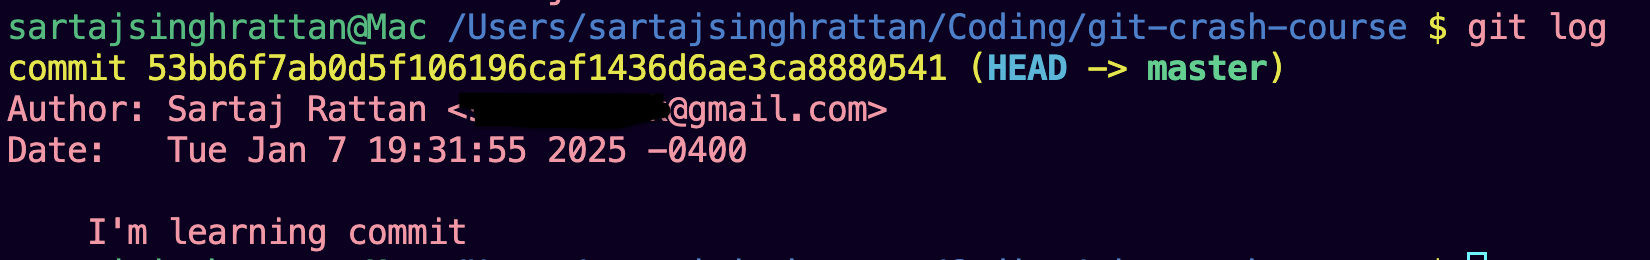 sartajsinghrattan@Mac /Users/sartajsinghrattan/Coding/git-crash-course $ git log
commit 53bb6f7ab0d5f106196caf1436d6ae3ca8880541 (HEAD -> master)
Author: Sartaj Rattan <@gmail.com>
Date:   Tue Jan 7 19:31:55 2025 -0400
I'm learning commit